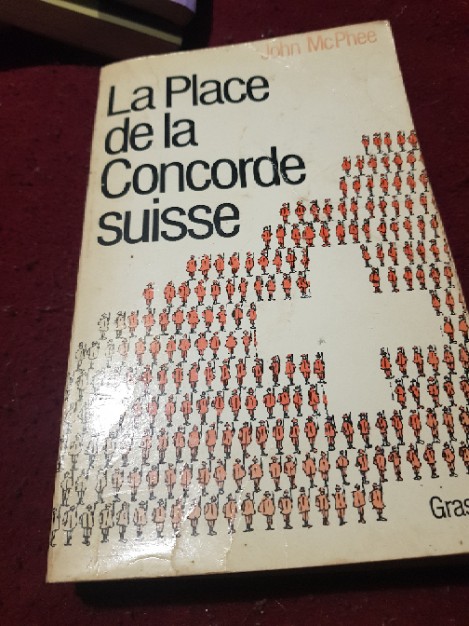 John McPhee
La Place
de la
Concorde
suisse
Gras